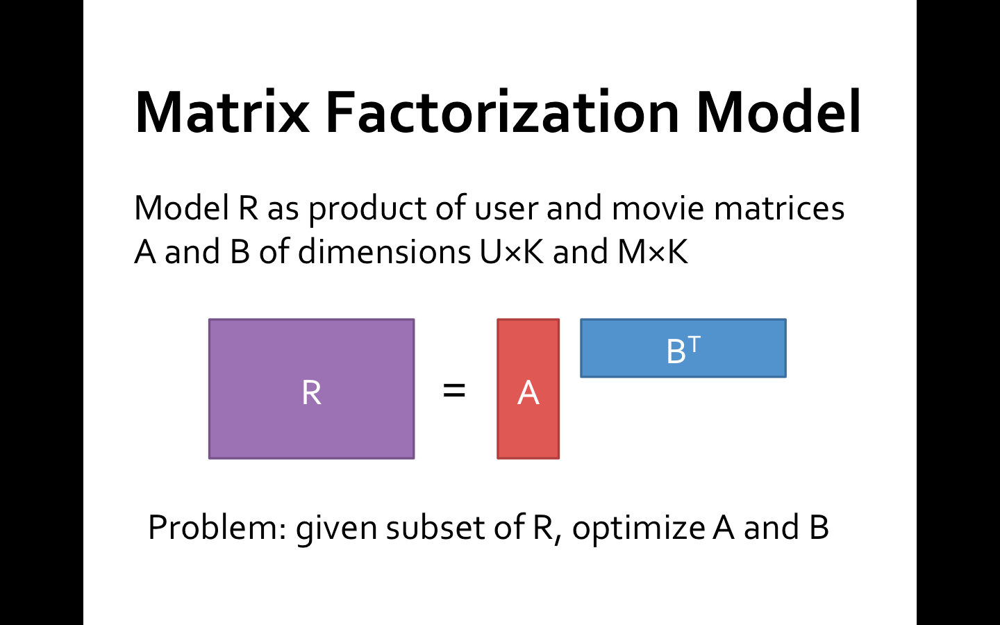 Matrix Factorization Model
Model R as product of user and movie matrices
A and B of dimensions U×K and M×K
R = A Bᵀ
Problem: given subset of R, optimize A and B